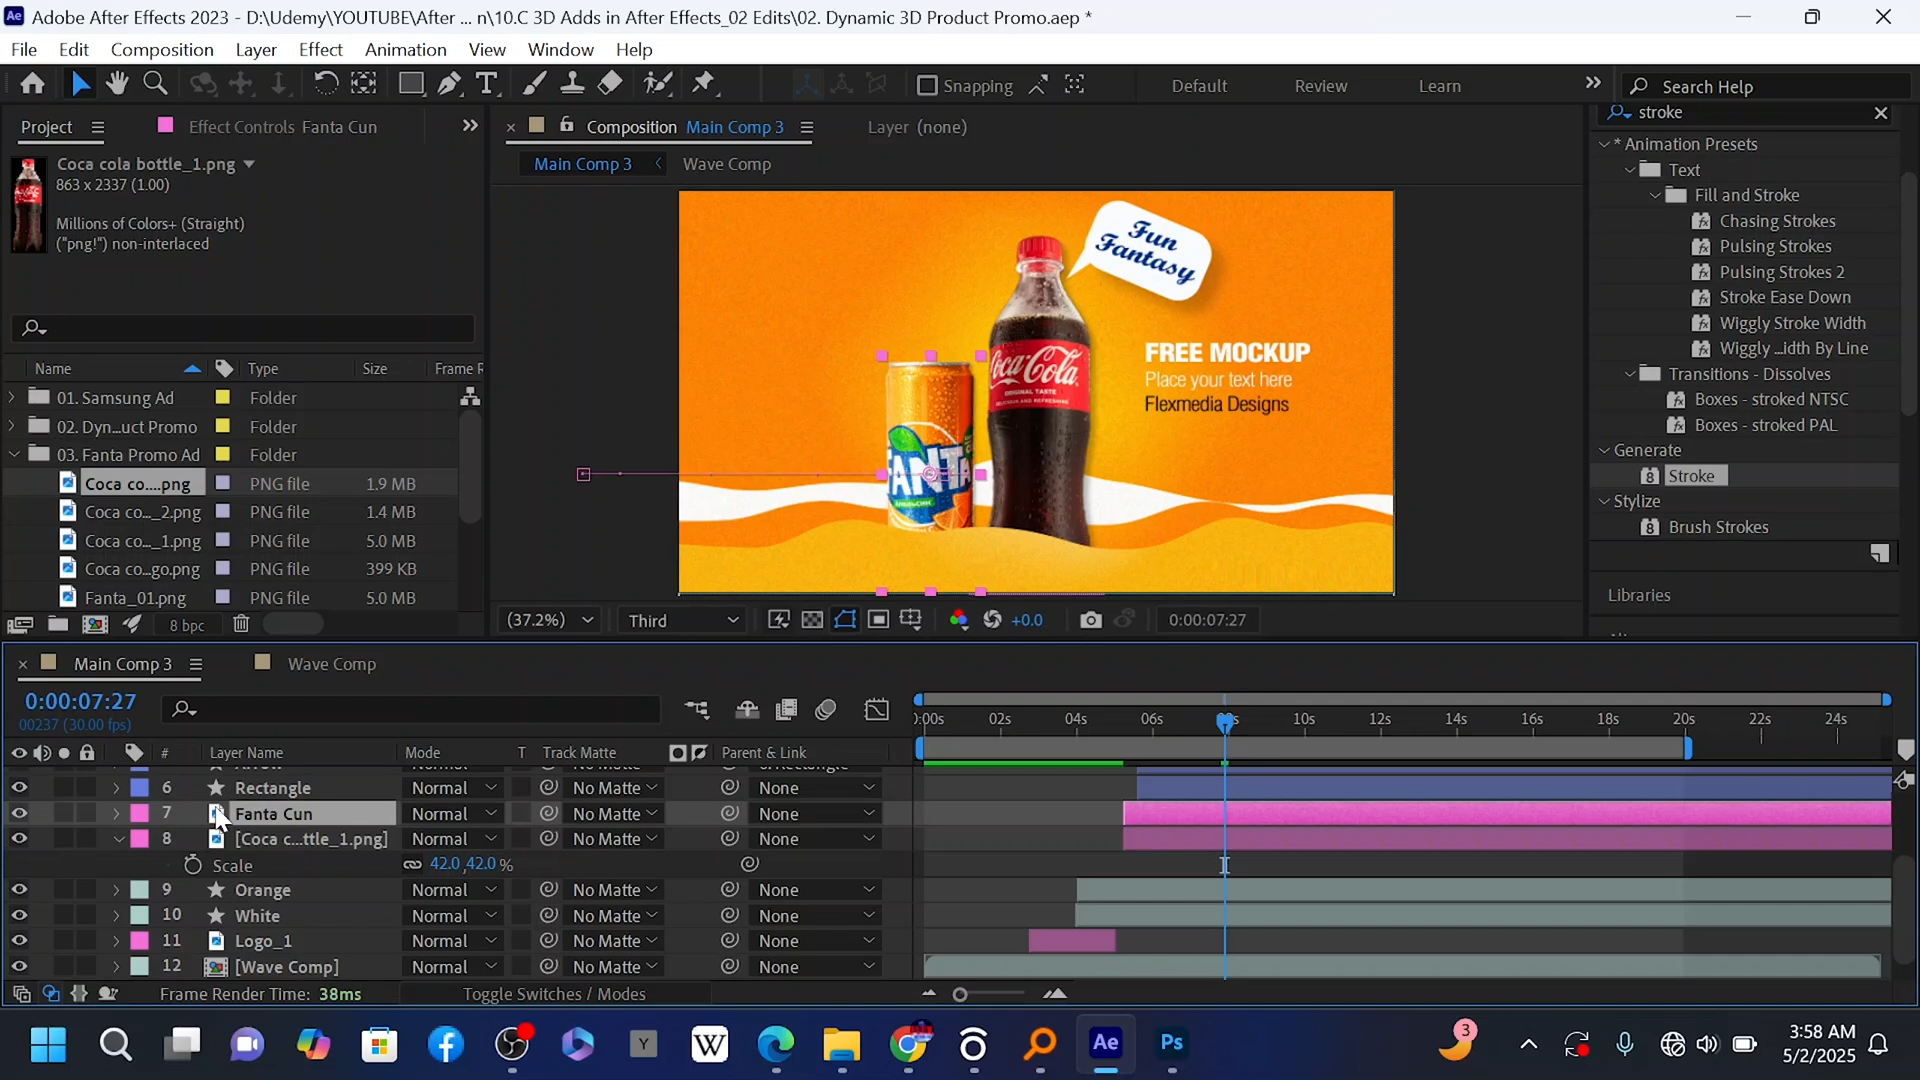 Adobe After Effects 2023 - D:\Udemy\YOUTUBE\After ... n\10.C 3D Adds in After Effects_02 Edits\02. Dynamic 3D Product Promo.aep *
File Edit Composition Layer Effect Animation View Window Help
Snapping Default Review Learn Search Help
Project Effect Controls Fanta Cun Composition Main Comp 3 Layer (none) stroke
Coca cola bottle_1.png
863 x 2337 (1.00)
Millions of Colors+ (Straight)
("png!") non-interlaced
Main Comp 3 Wave Comp
Fun
Fantasy
Coca-Cola
ORIGINAL TASTE
FANTA
FREE MOCKUP
Place your text here
Flexmedia Designs
* Animation Presets
Text
Fill and Stroke
Chasing Strokes
Pulsing Strokes
Pulsing Strokes 2
Stroke Ease Down
Wiggly Stroke Width
Wiggly ...idth By Line
Transitions - Dissolves
Boxes - stroked NTSC
Boxes - stroked PAL
Generate
Stroke
Stylize
Brush Strokes
Libraries
Name Type Size Frame R
01. Samsung Ad Folder
02. Dyn...uct Promo Folder
03. Fanta Promo Ad Folder
Coca co....png PNG file 1.9 MB
Coca co..._2.png PNG file 1.4 MB
Coca co..._1.png PNG file 5.0 MB
Coca co...go.png PNG file 399 KB
Fanta_01.png PNG file 5.0 MB
8 bpc
(37.2%) Third +0.0 0:00:07:27
Main Comp 3 Wave Comp
0:00:07:27
00237 (30.00 fps)
):00s 02s 04s 06s 10s 12s 14s 16s 18s 20s 22s 24s
# Layer Name Mode T Track Matte Parent & Link
6 Rectangle Normal No Matte None
7 Fanta Cun Normal No Matte None
8 [Coca c...ttle_1.png] Normal No Matte None
Scale 42.0,42.0 %
9 Orange Normal No Matte None
10 White Normal No Matte None
11 Logo_1 Normal No Matte None
12 [Wave Comp] Normal No Matte None
Frame Render Time: 38ms Toggle Switches / Modes
3 3:58 AM
5/2/2025